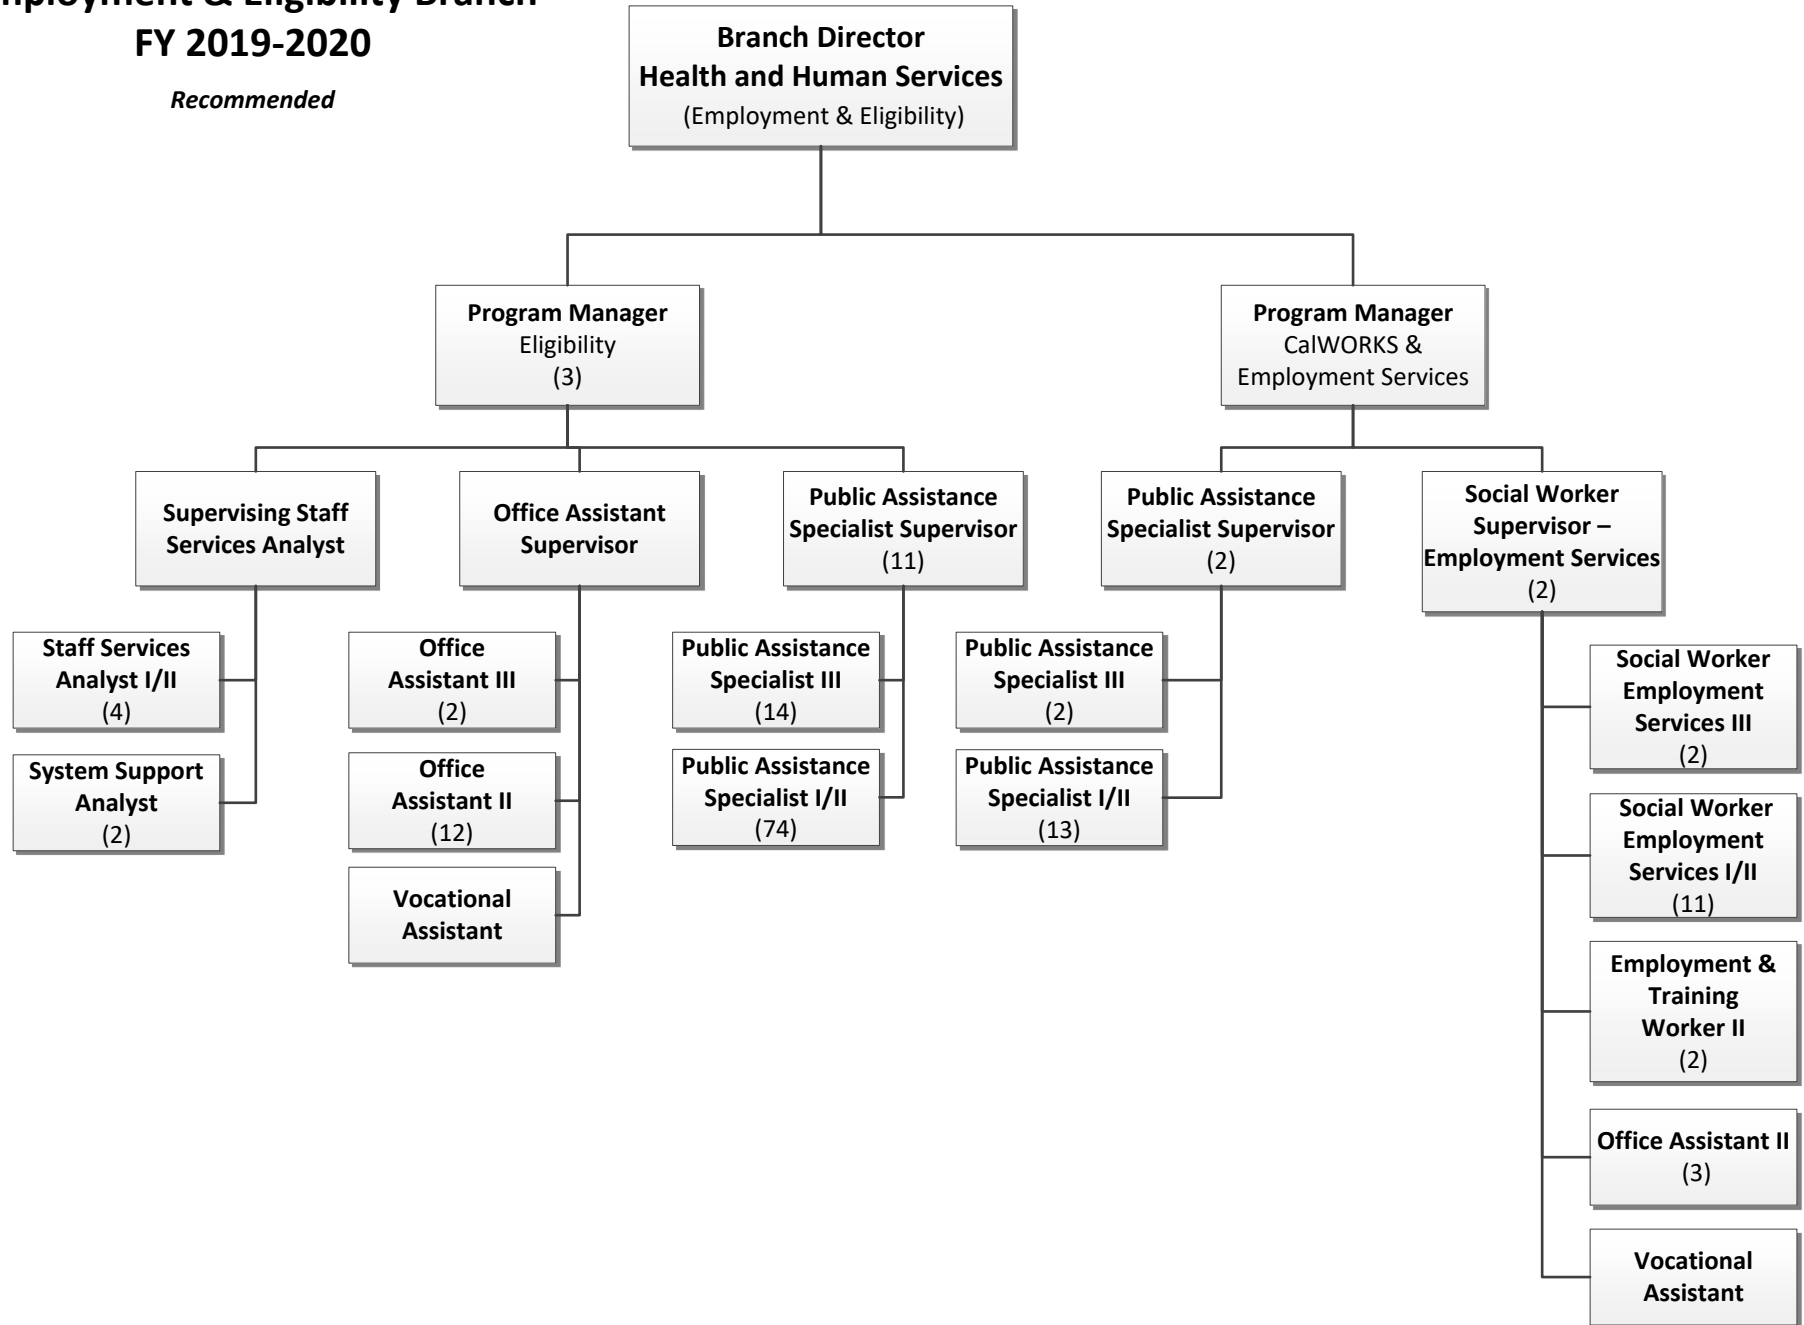 & Eligibility Branch
FY 2019-2020
Recommended
Branch Director
Health and Human Services
(Employment & Eligibility)
Program Manager
Eligibility
(3)
Program Manager
CalWORKS &
Employment Services
Supervising Staff
Services Analyst
Office Assistant
Supervisor
Public Assistance
Specialist Supervisor
(11)
Public Assistance
Specialist Supervisor
(2)
Social Worker
Supervisor –
Employment Services
(2)
Staff Services
Analyst I/II
(4)
System Support
Analyst
(2)
Office
Assistant III
(2)
Office
Assistant II
(12)
Vocational
Assistant
Public Assistance
Specialist III
(14)
Public Assistance
Specialist I/II
(74)
Public Assistance
Specialist III
(2)
Public Assistance
Specialist I/II
(13)
Social Worker
Employment
Services III
(2)
Social Worker
Employment
Services I/II
(11)
Employment &
Training
Worker II
(2)
Office Assistant II
(3)
Vocational
Assistant